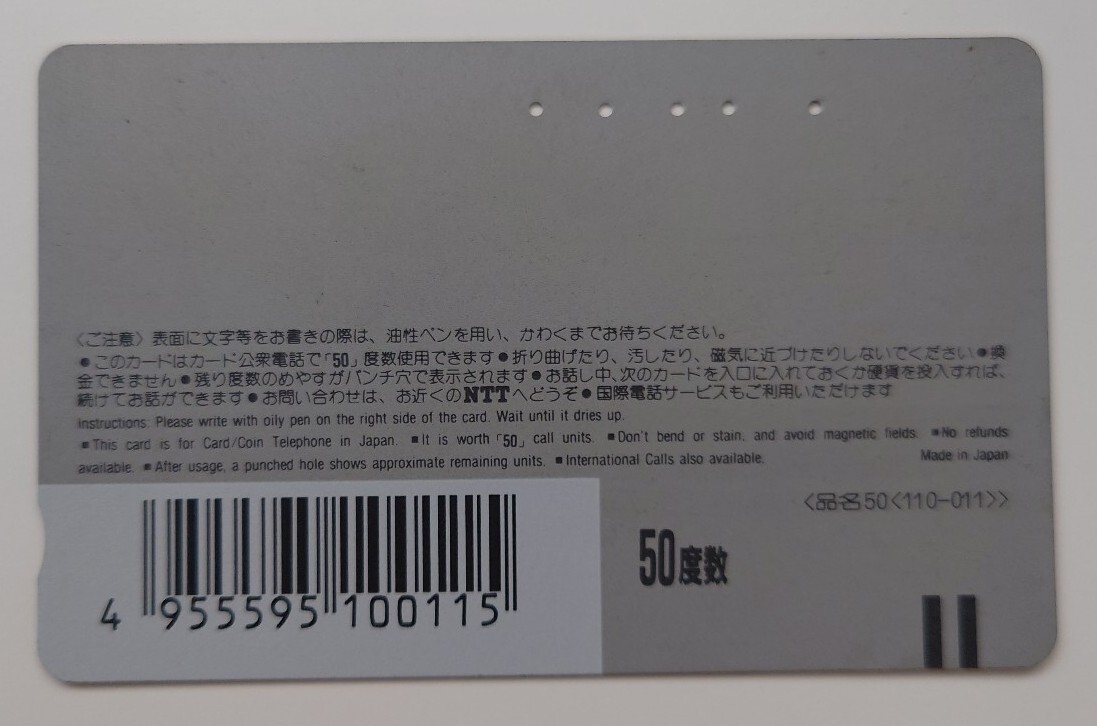 〈ご注意〉表面に文字等をお書きの際は、油性ペンを用い、かわくまでお待ちください。
●このカードはカード公衆電話で「50」度数使用できます●折り曲げたり、汚したり、磁気に近づけたりしないでください●換
金できません●残り度数のめやすがパンチ穴で表示されます●お話し中、次のカードを入口に入れておくか硬貨を投入すれば、
続けてお話ができます●お問い合わせは、お近くのNTTへどうぞ●国際電話サービスもご利用いただけます
Instructions: Please write with oily pen on the right side of the card. Wait until it dries up.
■This card is for Card/Coin Telephone in Japan. ■It is worth「50」call units. ■Don't bend or stain, and avoid magnetic fields. ■No refunds
available. ■After usage, a punched hole shows approximate remaining units. ■International Calls also available.
Made in Japan
〈品名50<110-011>〉
50度数
4 955595 100115